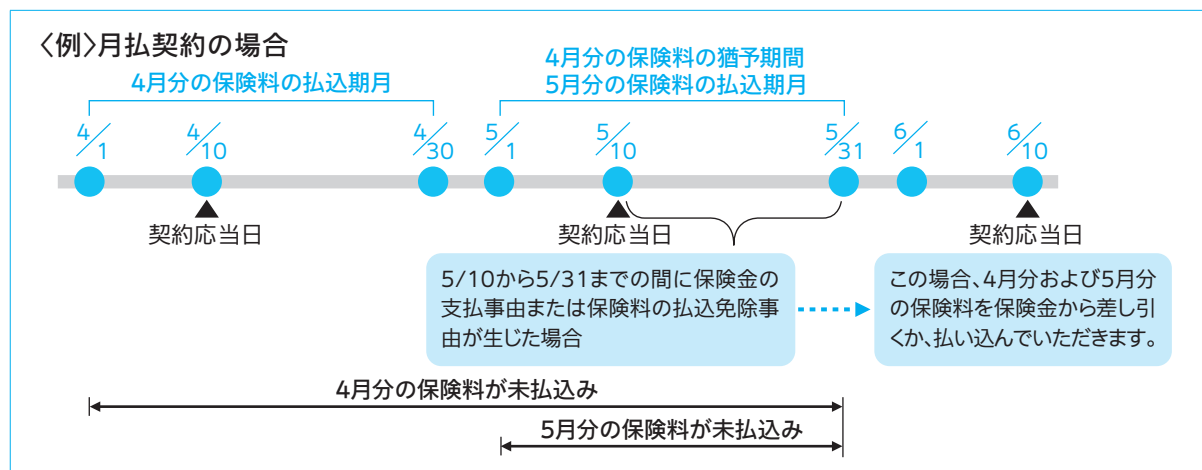 〈例〉月払契約の場合
4月分の保険料の払込期月
4月分の保険料の猶予期間
5月分の保険料の払込期月
4/1
4/10
4/30
5/1
5/10
5/31
6/1
6/10
契約応当日
契約応当日
契約応当日
5/10から5/31までの間に保険金の
支払事由または保険料の払込免除事
由が生じた場合
この場合、4月分および5月分
の保険料を保険金から差し引
くか、払い込んでいただきます。
4月分の保険料が未払込み
5月分の保険料が未払込み